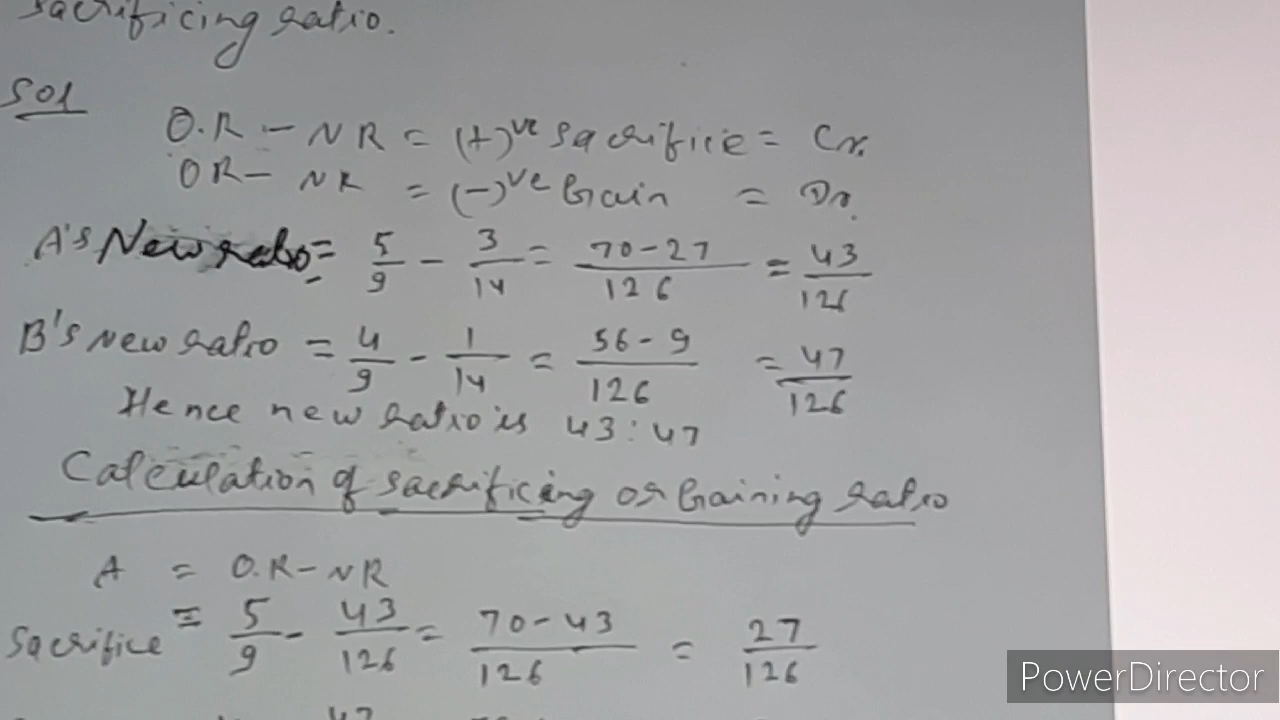 sacrificing ratio.
Sol
O.R - NR = (+)ve Sacrifice = Cr.
OR - NR = (-)ve Gain = Dr.
A's New ratio = 5/9 - 3/14 = 70-27/126 = 43/126
B's new ratio = 4/9 - 1/14 = 56-9/126 = 47/126
Hence new ratio is 43:47
Calculation of sacrificing or Gaining ratio
A = O.R - NR
Sacrifice = 5/9 - 43/126 = 70-43/126 = 27/126
47
PowerDirector